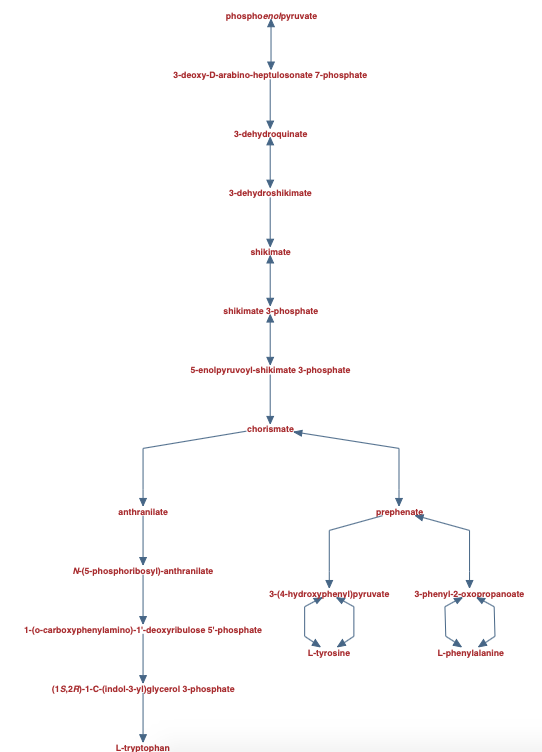 phosphoenolpyruvate
3-deoxy-D-arabino-heptulosonate 7-phosphate
3-dehydroquinate
3-dehydroshikimate
shikimate
shikimate 3-phosphate
5-enolpyruvoyl-shikimate 3-phosphate
chorismate
anthranilate
prephenate
N-(5-phosphoribosyl)-anthranilate
3-(4-hydroxyphenyl)pyruvate
3-phenyl-2-oxopropanoate
1-(o-carboxyphenylamino)-1'-deoxyribulose 5'-phosphate
L-tyrosine
L-phenylalanine
(1S,2R)-1-C-(indol-3-yl)glycerol 3-phosphate
L-tryptophan